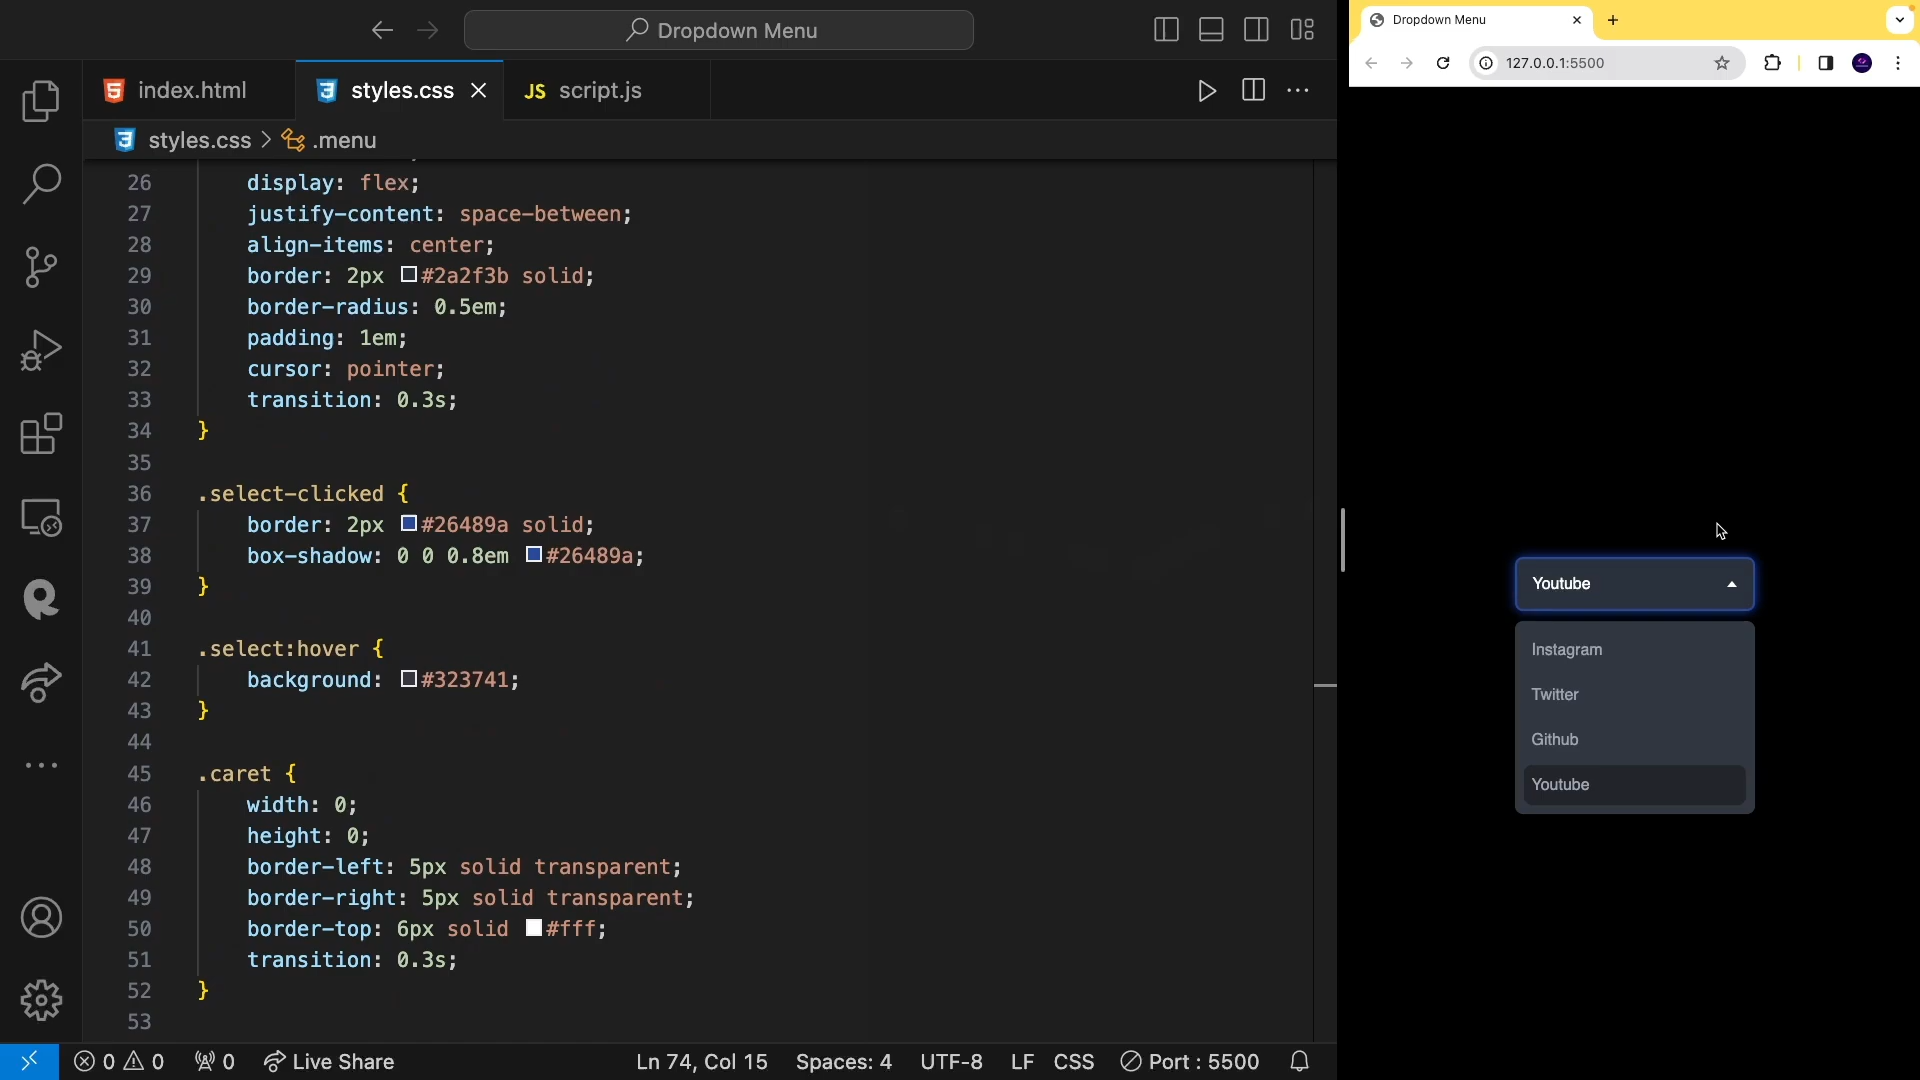 Dropdown Menu
index.html
styles.css
JS script.js
styles.css > .menu
26 display: flex;
27 justify-content: space-between;
28 align-items: center;
29 border: 2px #2a2f3b solid;
30 border-radius: 0.5em;
31 padding: 1em;
32 cursor: pointer;
33 transition: 0.3s;
34 }
35
36 .select-clicked {
37 border: 2px #26489a solid;
38 box-shadow: 0 0 0.8em #26489a;
39 }
40
41 .select:hover {
42 background: #323741;
43 }
44
45 .caret {
46 width: 0;
47 height: 0;
48 border-left: 5px solid transparent;
49 border-right: 5px solid transparent;
50 border-top: 6px solid #fff;
51 transition: 0.3s;
52 }
53
0 0 0 Live Share Ln 74, Col 15 Spaces: 4 UTF-8 LF CSS Port : 5500
Dropdown Menu
127.0.0.1:5500
Youtube
Instagram
Twitter
Github
Youtube